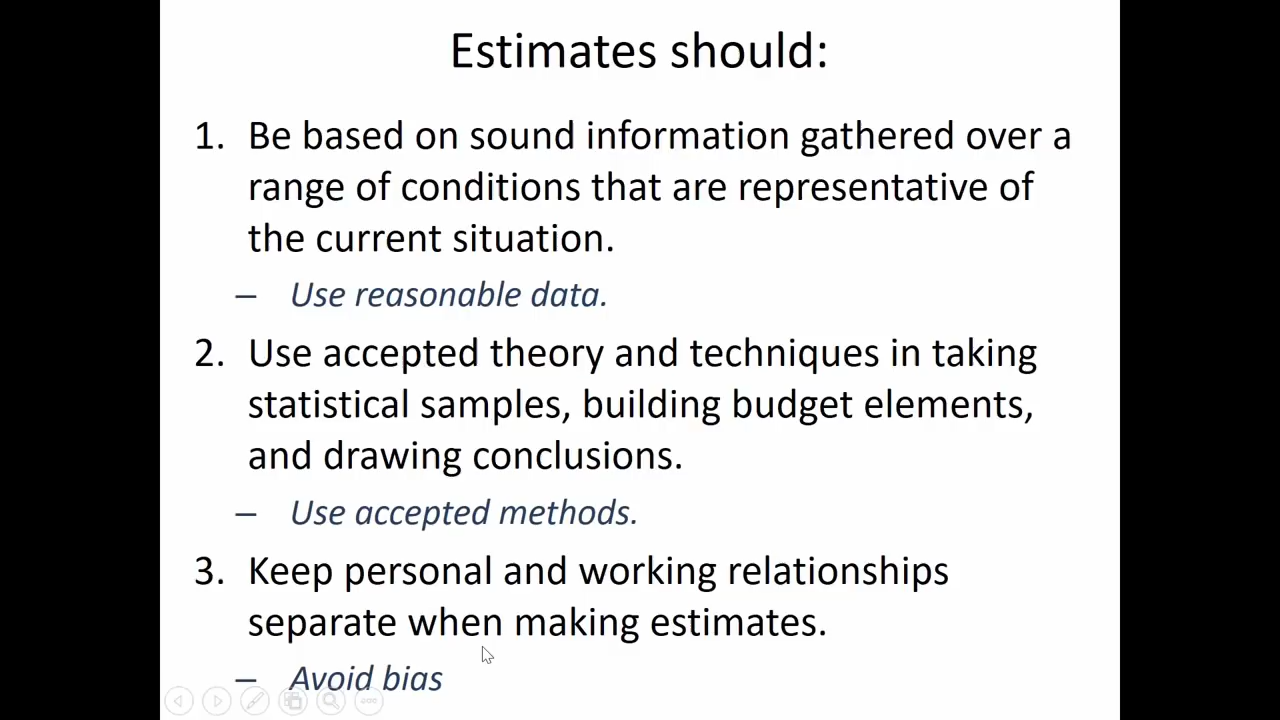 Estimates should:
1. Be based on sound information gathered over a
range of conditions that are representative of
the current situation.
– Use reasonable data.
2. Use accepted theory and techniques in taking
statistical samples, building budget elements,
and drawing conclusions.
– Use accepted methods.
3. Keep personal and working relationships
separate when making estimates.
– Avoid bias